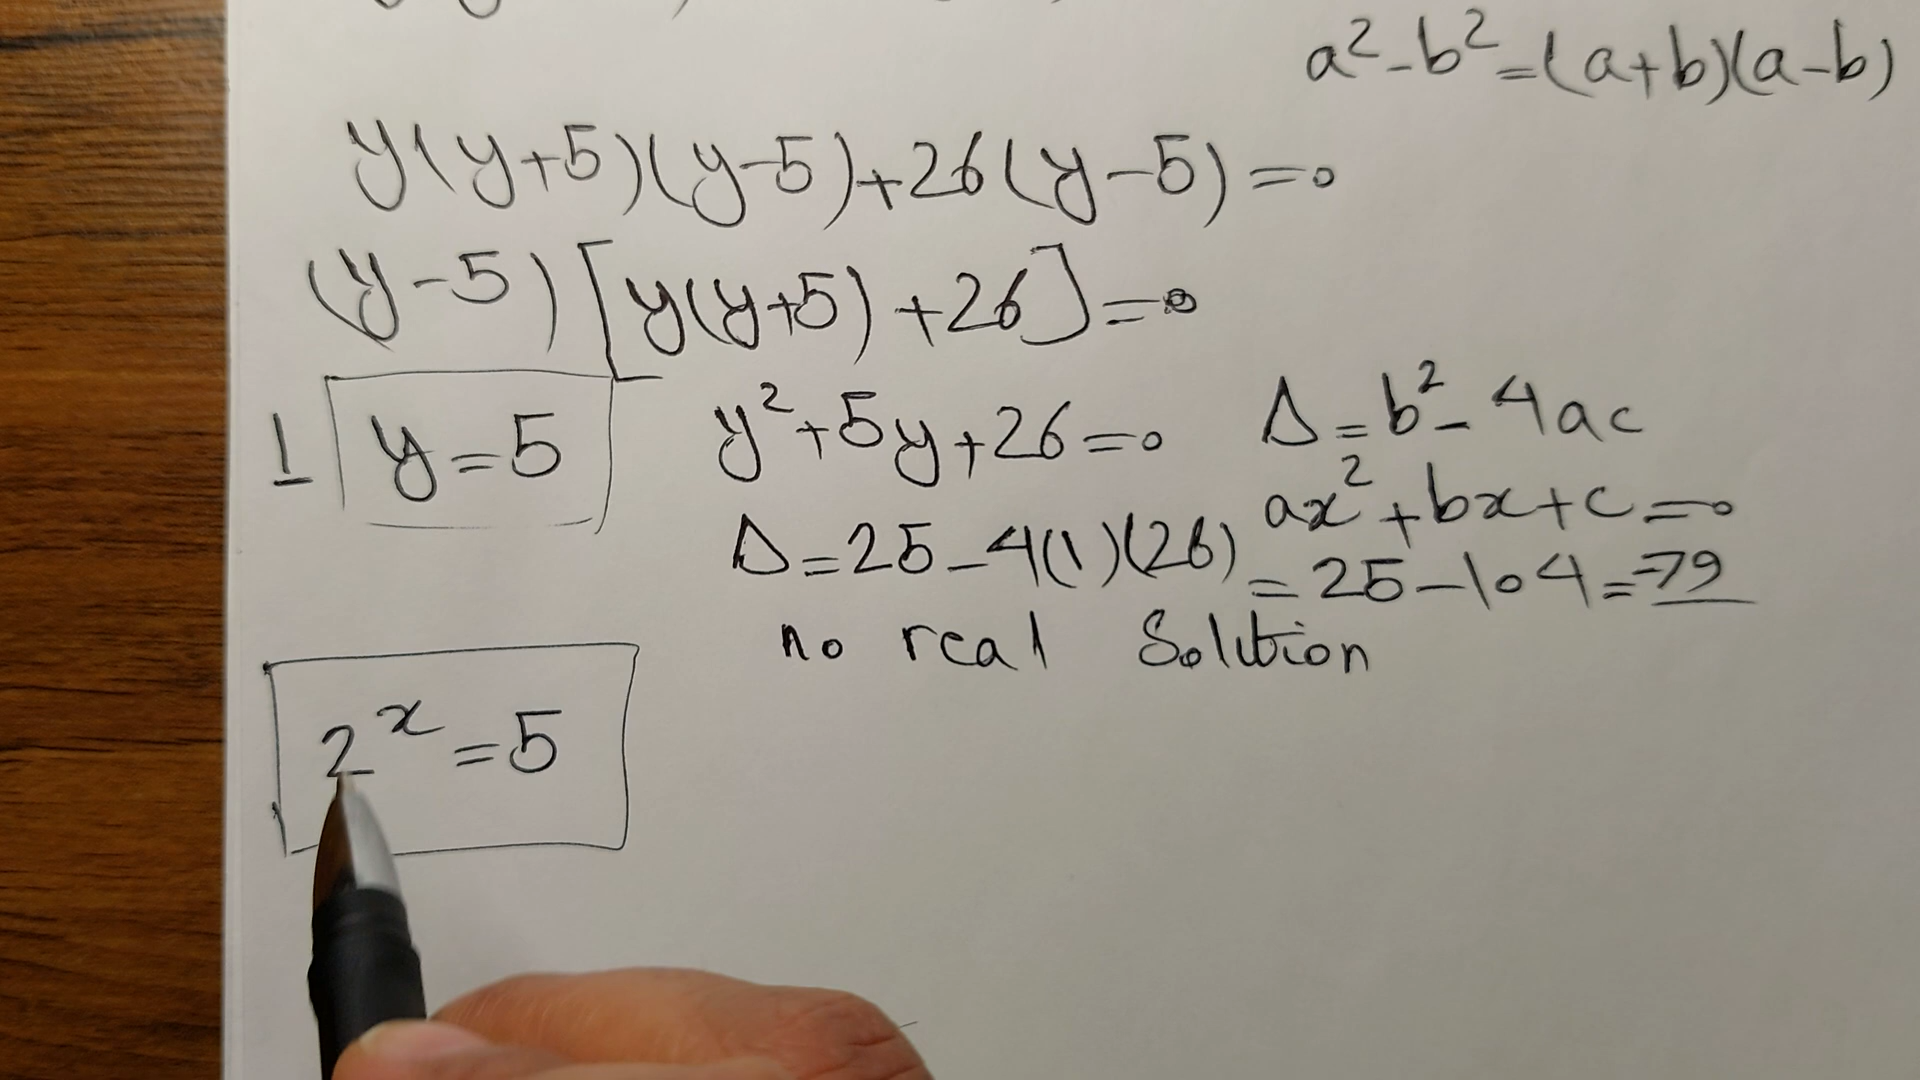 a²-b²=(a+b)(a-b)
y(y+5)(y-5)+26(y-5)=0
(y-5)[y(y+5)+26]=0
1 y=5
y²+5y+26=0
Δ=b²-4ac
ax²+bx+c=0
Δ=25-4(1)(26)=25-104=-79
no real Solution
2ˣ=5